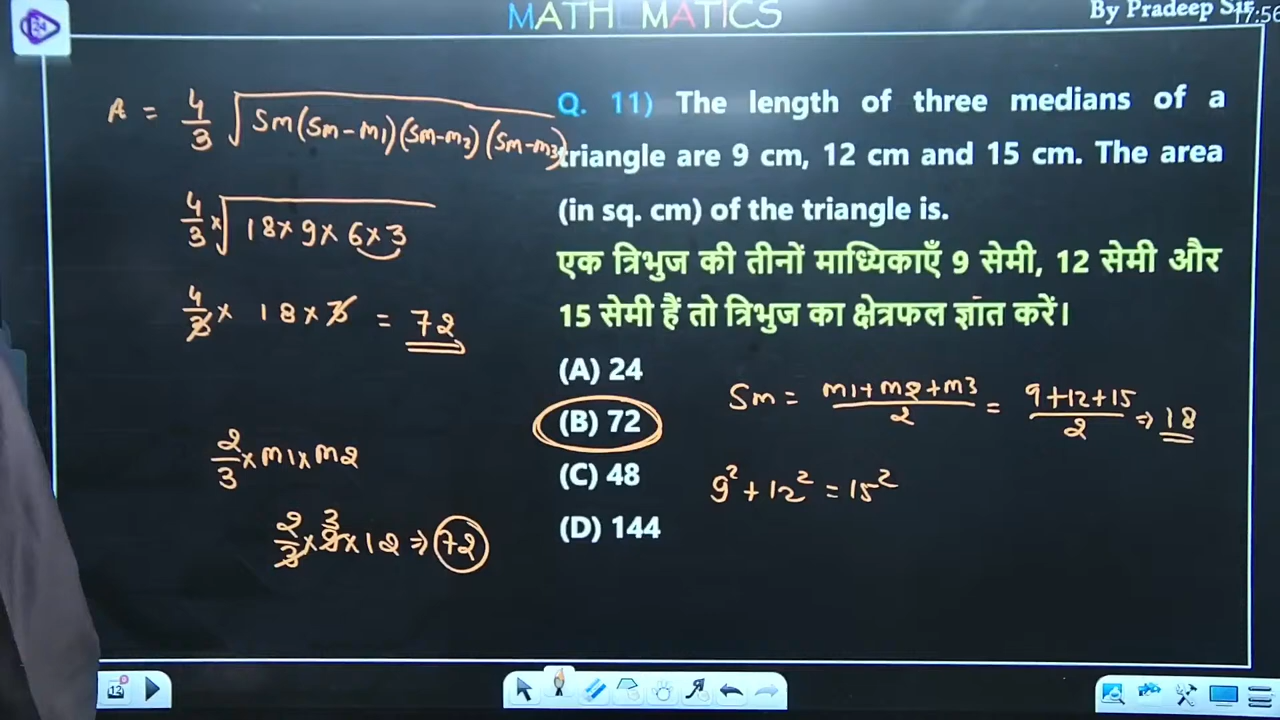 MATHEMATICS
By Pradeep Sir
17:56
Q. 11) The length of three medians of a
triangle are 9 cm, 12 cm and 15 cm. The area
(in sq. cm) of the triangle is.
एक त्रिभुज की तीनों माध्यिकाएँ 9 सेमी, 12 सेमी और
15 सेमी हैं तो त्रिभुज का क्षेत्रफल ज्ञांत करें।
(A) 24
(B) 72
(C) 48
(D) 144
A = 4/3 √Sm(Sm-m1)(Sm-m2)(Sm-m3)
4/3 × √18×9×6×3
4/3 × 18×3 = 72
2/3 × m1 × m2
2/3 × 9 3 × 12 ⇒ 72
Sm = m1+m2+m3/2 = 9+12+15/2 ⇒ 18
9² + 12² = 15²
12